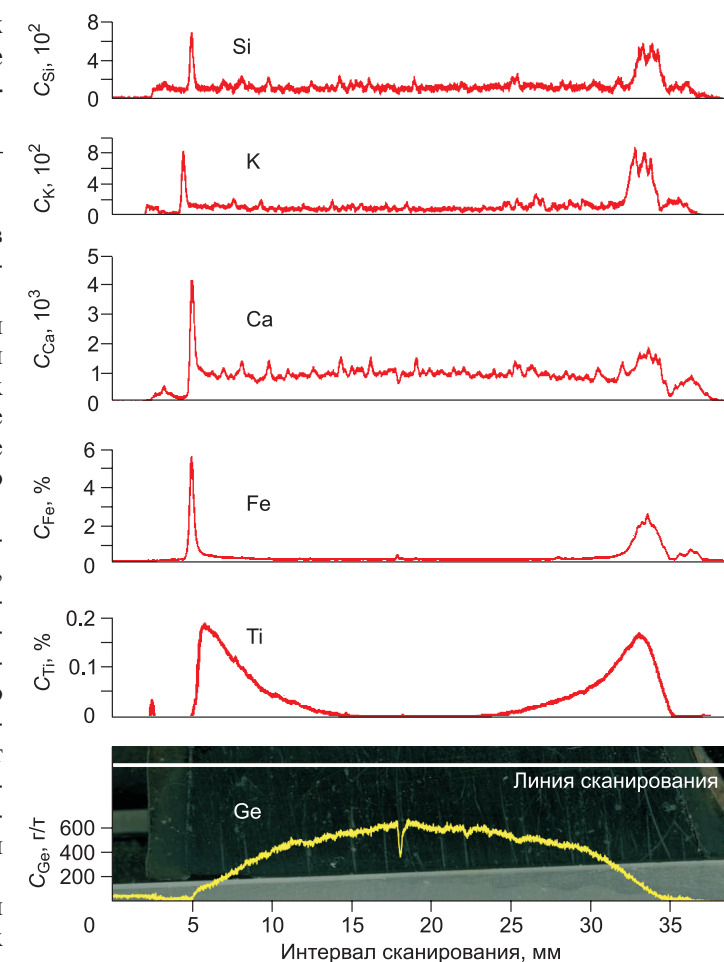 C_Si, 10²
8
4
0
Si
C_K, 10²
8
4
0
K
C_Ca, 10³
5
4
3
2
1
0
Ca
C_Fe, %
6
4
2
0
Fe
C_Ti, %
0.2
0.1
0
Ti
Линия сканирования
C_Ge, г/т
600
400
200
Ge
0 5 10 15 20 25 30 35
Интервал сканирования, мм